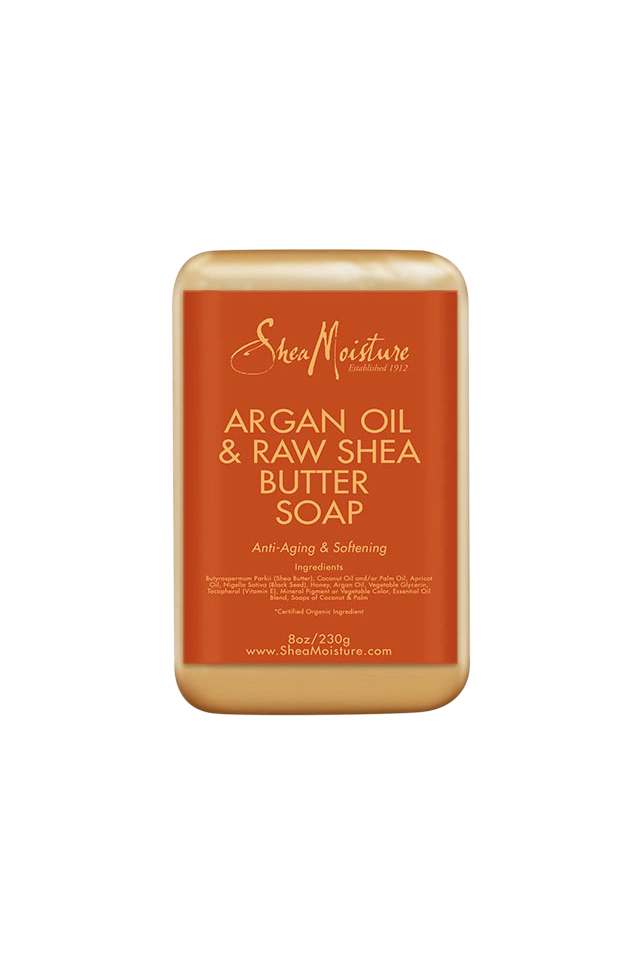 SheaMoisture
Established 1912
ARGAN OIL
& RAW SHEA
BUTTER
SOAP
Anti-Aging & Softening
Ingredients
Butyrospermum Parkii (Shea Butter), Coconut Oil and/or Palm Oil, Apricot
Oil, Nigella Sativa (Black Seed), Honey, Argan Oil, Vegetable Glycerin,
Tocopheral (Vitamin E), Mineral Pigment or Vegetable Color, Essential Oil
Blend, Soaps of Coconut & Palm
*Certified Organic Ingredient
8oz/230g
www.SheaMoisture.com